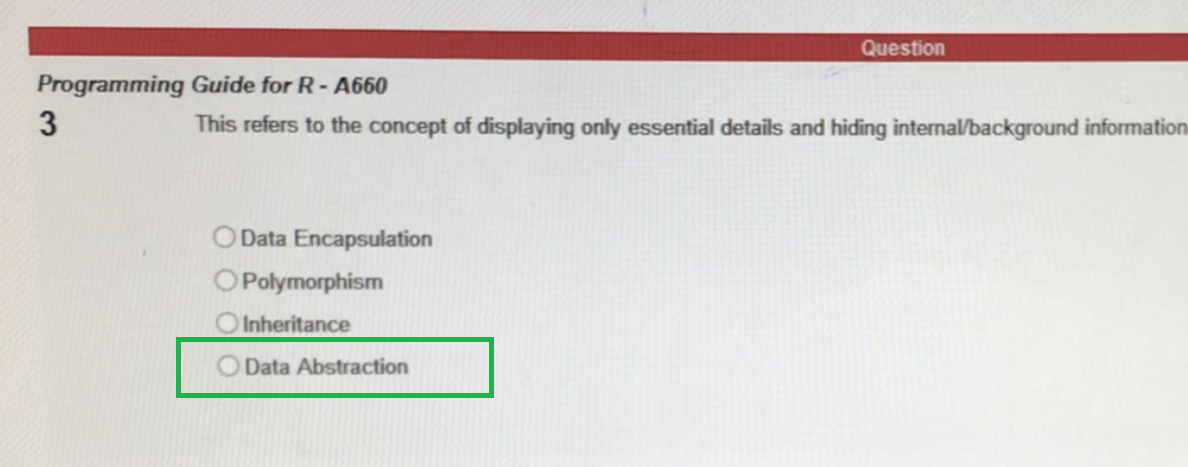 Question
Programming Guide for R - A660
3 This refers to the concept of displaying only essential details and hiding internal/background information
Data Encapsulation
Polymorphism
Inheritance
Data Abstraction